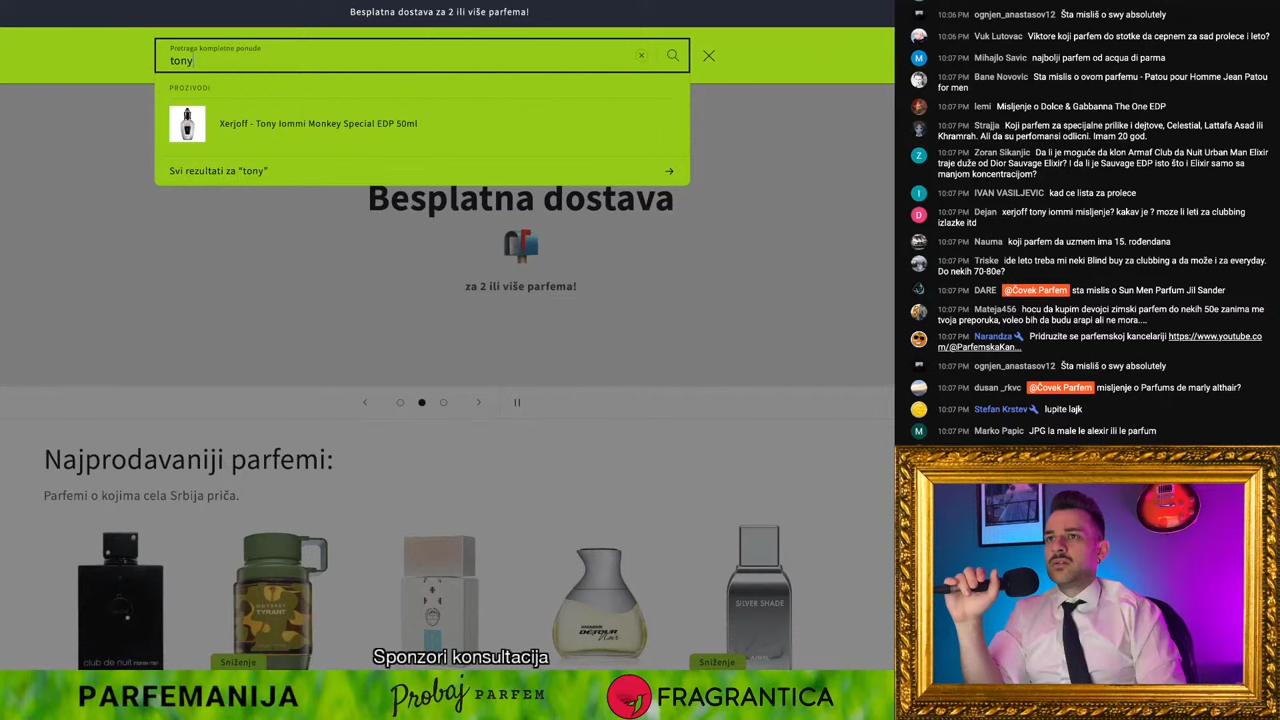 Besplatna dostava za 2 ili više parfema!
Pretraga kompletne ponude
tony
PROZIVODI
Xerjoff - Tony Iommi Monkey Special EDP 50ml
Svi rezultati za “tony”
Besplatna dostava
za 2 ili više parfema!
Najprodavaniji parfemi:
Parfemi o kojima cela Srbija priča.
club de nuit
ODYSSEY
TYRANT
DETOUR
noir
SILVER SHADE
Sniženje
Sniženje
Sponzori konsultacija
PARFEMANIJA
Probaj PARFEM
FRAGRANTICA
10:06 PM ognjen_anastasov12 Šta misliš o swy absolutely
10:06 PM Vuk Lutovac Viktore koji parfem do stotke da cepnem za sad prolece i leto?
10:06 PM Mihajlo Savic najbolji parfem od acqua di parma
10:07 PM Bane Novovic Sta mislis o ovom parfemu - Patou pour Homme Jean Patou
for men
10:07 PM lemi Misljenje o Dolce & Gabbanna The One EDP
10:07 PM Strajja Koji parfem za specijalne prilike i dejtove, Celestial, Lattafa Asad ili
Khramrah. Ali da su perfomansi odlicni. Imam 20 god.
10:07 PM Zoran Sikanjic Da li je moguće da klon Armaf Club da Nuit Urban Man Elixir
traje duže od Dior Sauvage Elixir? I da li je Sauvage EDP isto što i Elixir samo sa
manjom koncentracijom?
10:07 PM IVAN VASILJEVIC kad ce lista za prolece
10:07 PM Dejan xerjoff tony iommi misljenje? kakav je ? moze li leti za clubbing
izlazke itd
10:07 PM Nauma koji parfem da uzmem ima 15. rođendana
10:07 PM Triske ide leto treba mi neki Blind buy za clubbing a da može i za everyday.
Do nekih 70-80e?
10:07 PM DARE @Čovek Parfem sta mislis o Sun Men Parfum Jil Sander
10:07 PM Mateja456 hocu da kupim devojci zimski parfem do nekih 50e zanima me
tvoja preporuka, voleo bih da budu arapi ali ne mora....
10:07 PM Narandza Pridruzite se parfemskoj kancelariji https://www.youtube.co
m/@ParfemskaKan...
10:07 PM ognjen_anastasov12 Šta misliš o swy absolutely
10:07 PM dusan _rkvc @Čovek Parfem misljenje o Parfums de marly althair?
10:07 PM Stefan Krstev lupite lajk
10:07 PM Marko Papic JPG la male le alexir ili le parfum